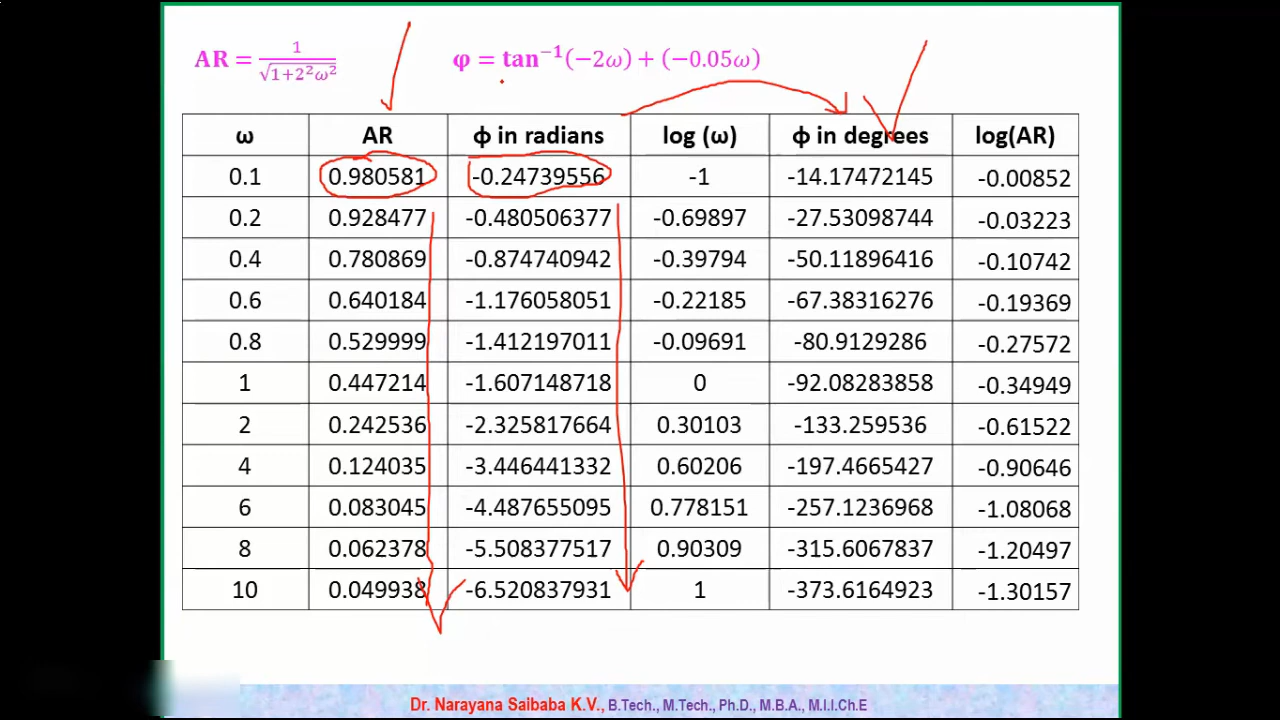 AR = 1/√1+2²ω²    φ = tan⁻¹(−2ω) + (−0.05ω)
ω AR ϕ in radians log (ω) ϕ in degrees log(AR)
0.1 0.980581 -0.24739556 -1 -14.17472145 -0.00852
0.2 0.928477 -0.480506377 -0.69897 -27.53098744 -0.03223
0.4 0.780869 -0.874740942 -0.39794 -50.11896416 -0.10742
0.6 0.640184 -1.176058051 -0.22185 -67.38316276 -0.19369
0.8 0.529999 -1.412197011 -0.09691 -80.9129286 -0.27572
1 0.447214 -1.607148718 0 -92.08283858 -0.34949
2 0.242536 -2.325817664 0.30103 -133.259536 -0.61522
4 0.124035 -3.446441332 0.60206 -197.4665427 -0.90646
6 0.083045 -4.487655095 0.778151 -257.1236968 -1.08068
8 0.062378 -5.508377517 0.90309 -315.6067837 -1.20497
10 0.049938 -6.520837931 1 -373.6164923 -1.30157
Dr. Narayana Saibaba K.V., B.Tech., M.Tech., Ph.D., M.B.A., M.I.I.Ch.E